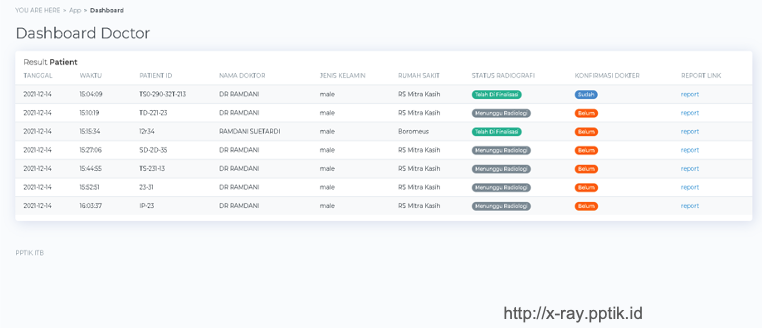 YOU ARE HERE » App » Dashboard
Dashboard Doctor
Result Patient
TANGGAL WAKTU PATIENT ID NAMA DOKTOR JENIS KELAMIN RUMAH SAKIT STATUS RADIOGRAFI KONFIRMASI DOKTER REPORT LINK
2021-12-14 15:04:09 TS0-290-32T-213 DR RAMDANI male RS Mitra Kasih Telah Di Finalisasi Sudah report
2021-12-14 15:10:19 TD-221-23 DR RAMDANI male RS Mitra Kasih Menunggu Radiologi Belum report
2021-12-14 15:15:34 12r34 RAMDANI SUETARDI male Boromeus Telah Di Finalisasi Belum report
2021-12-14 15:27:06 SD-2D-35 DR RAMDANI male RS Mitra Kasih Menunggu Radiologi Belum report
2021-12-14 15:44:55 TS-231-13 DR RAMDANI male RS Mitra Kasih Menunggu Radiologi Belum report
2021-12-14 15:52:51 23-31 DR RAMDANI male RS Mitra Kasih Menunggu Radiologi Belum report
2021-12-14 16:03:37 IP-23 DR RAMDANI male RS Mitra Kasih Menunggu Radiologi Belum report
PPTIK ITB
http://x-ray.pptik.id